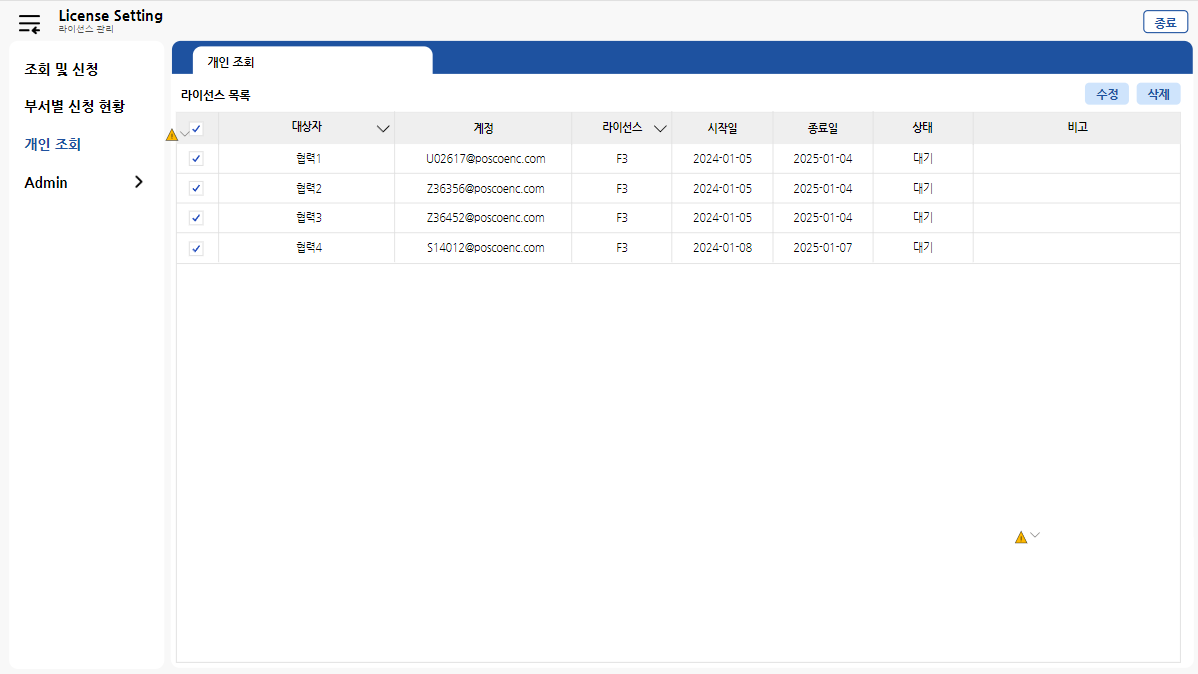 License Setting
라이선스 관리
종료
조회 및 신청
부서별 신청 현황
개인 조회
Admin
개인 조회
라이선스 목록
수정
삭제
대상자 계정 라이선스 시작일 종료일 상태 비고
협력1 U02617@poscoenc.com F3 2024-01-05 2025-01-04 대기
협력2 Z36356@poscoenc.com F3 2024-01-05 2025-01-04 대기
협력3 Z36452@poscoenc.com F3 2024-01-05 2025-01-04 대기
협력4 S14012@poscoenc.com F3 2024-01-08 2025-01-07 대기